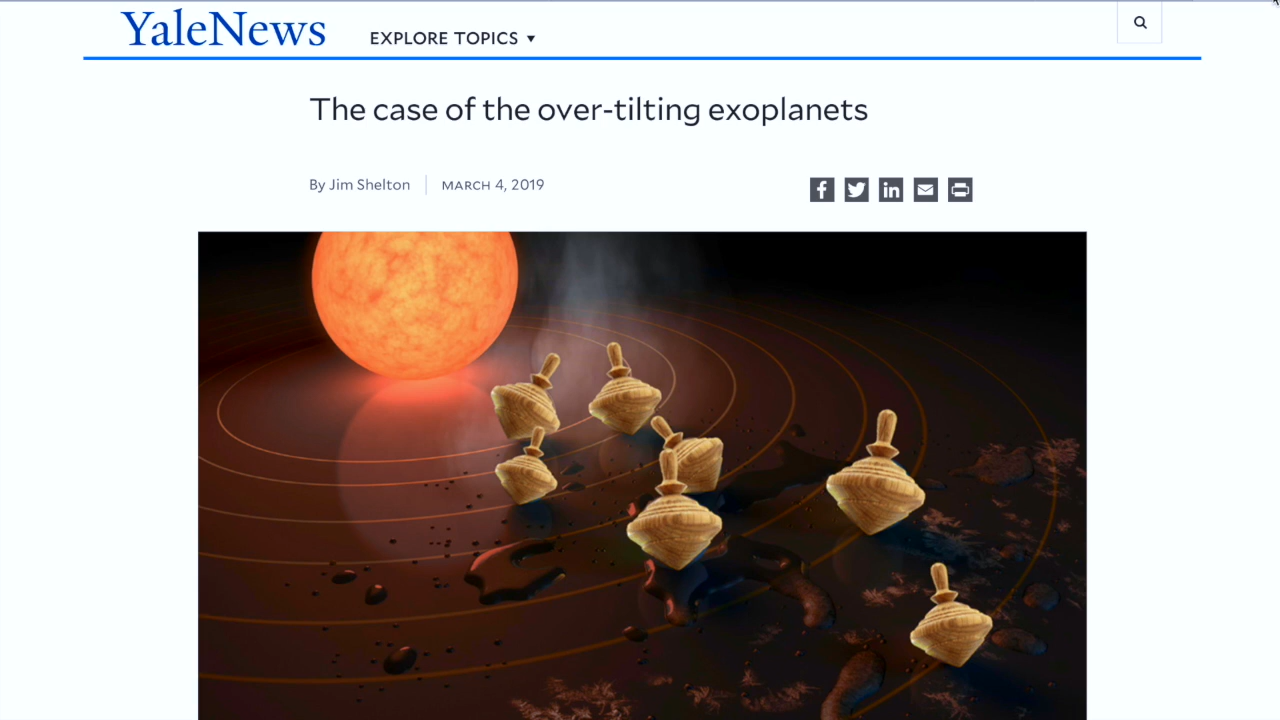 YaleNews
EXPLORE TOPICS ▼
The case of the over-tilting exoplanets
By Jim Shelton
MARCH 4, 2019